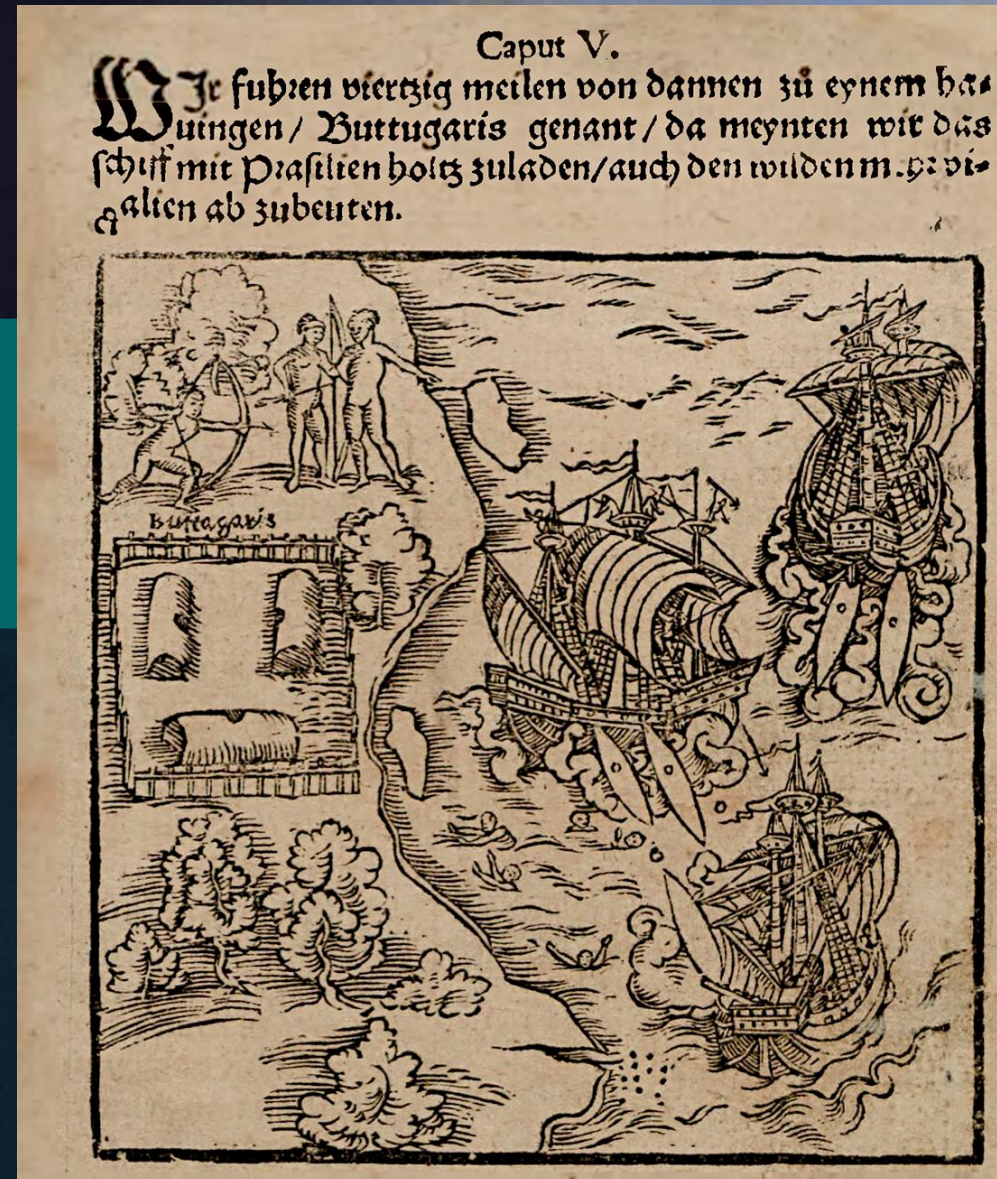 Caput V.
WIr fuhren viertzig meilen von dannen zů eynem ha-
uingen/ Buttugaris genant/da meynten wir das
schiff mit Prasilien holtz zuladen/auch den wilden
alien ab zubeuten.
Buttagaris